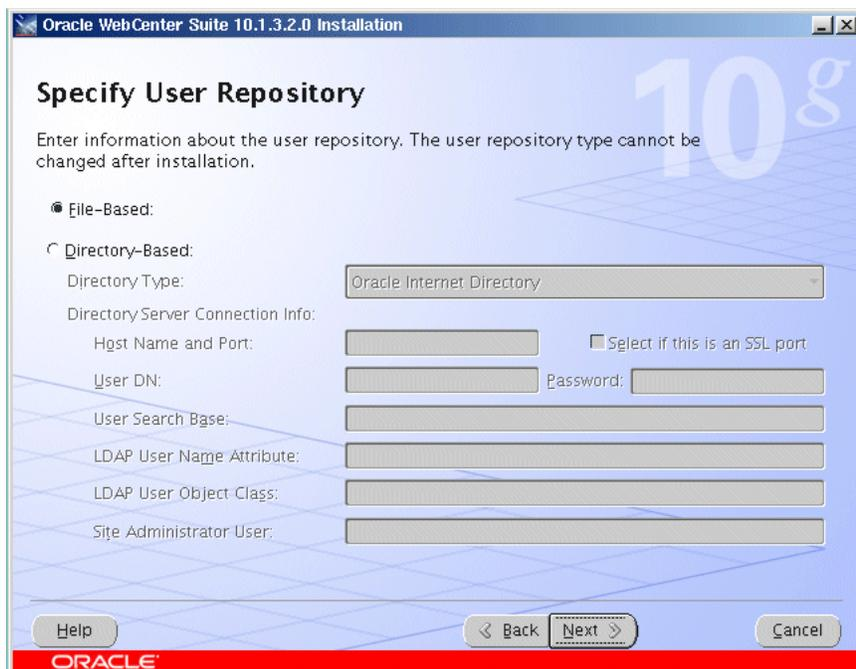 Oracle WebCenter Suite 10.1.3.2.0 Installation
10g
Specify User Repository
Enter information about the user repository. The user repository type cannot be
changed after installation.
File-Based:
Directory-Based:
Directory Type: Oracle Internet Directory
Directory Server Connection Info:
Host Name and Port: Select if this is an SSL port
User DN: Password:
User Search Base:
LDAP User Name Attribute:
LDAP User Object Class:
Site Administrator User:
Help Back Next Cancel
ORACLE